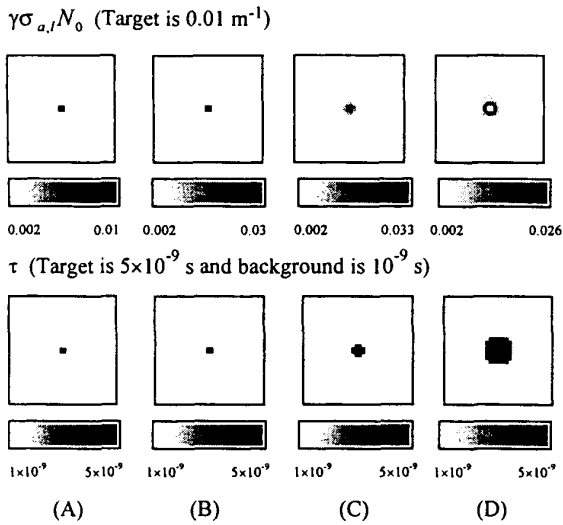 γσₐ,ₗN₀ (Target is 0.01 m⁻¹)
0.002 0.01 0.002 0.03 0.002 0.033 0.002 0.026
τ (Target is 5×10⁻⁹ s and background is 10⁻⁹ s)
1×10⁻⁹ 5×10⁻⁹ 1×10⁻⁹ 5×10⁻⁹ 1×10⁻⁹ 5×10⁻⁹ 1×10⁻⁹ 5×10⁻⁹
(A) (B) (C) (D)